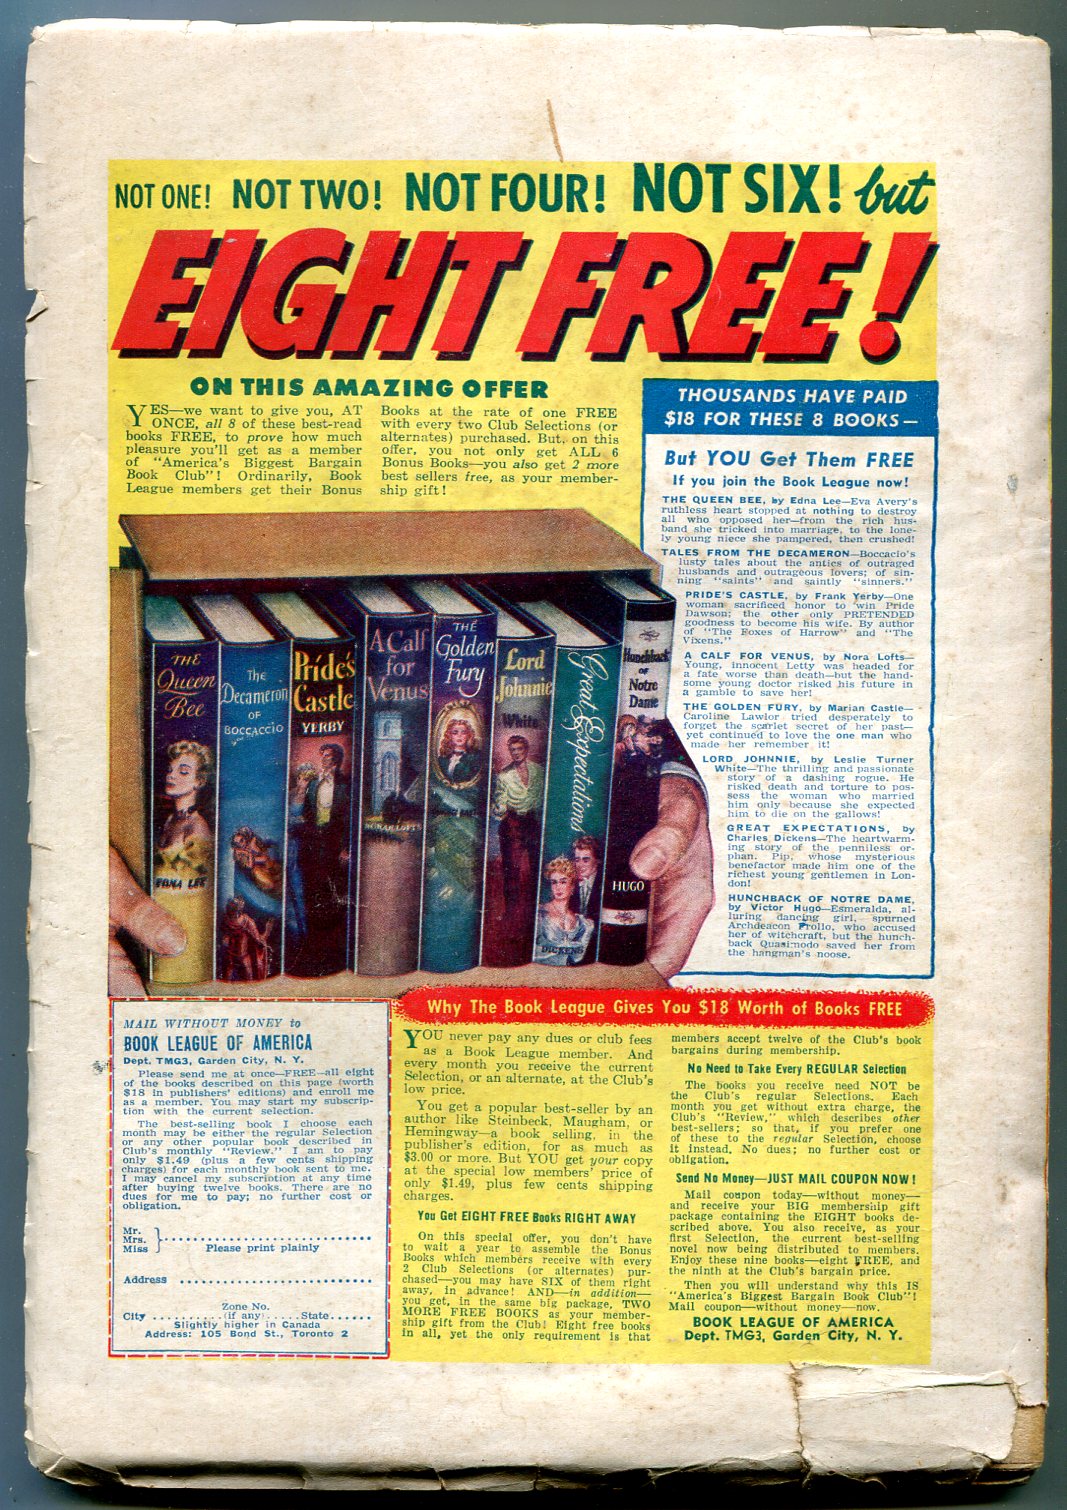 NOT ONE! NOT TWO! NOT FOUR! NOT SIX! but
EIGHT FREE!
ON THIS AMAZING OFFER
YES—we want to give you, AT
ONCE, all 8 of these best-read
books FREE, to prove how much
pleasure you'll get as a member
of "America's Biggest Bargain
Book Club"! Ordinarily, Book
League members get their Bonus
Books at the rate of one FREE
with every two Club Selections (or
alternates) purchased. But, on this
offer, you not only get ALL 6
Bonus Books—you also get 2 more
best sellers free, as your member-
ship gift!
THOUSANDS HAVE PAID
$18 FOR THESE 8 BOOKS—
But YOU Get Them FREE
If you join the Book League now!
THE QUEEN BEE, by Edna Lee—Eva Avery's
ruthless heart stopped at nothing to destroy
all who opposed her—from the rich hus-
band she tricked into marriage, to the lone-
ly young niece she pampered, then crushed!
TALES FROM THE DECAMERON—Boccacio's
lusty tales about the antics of outraged
husbands and outrageous lovers; of sin-
ning "saints" and saintly "sinners."
PRIDE'S CASTLE, by Frank Yerby—One
woman sacrificed honor to win Pride
Dawson; the other only PRETENDED
goodness to become his wife. By author
of "The Foxes of Harrow" and "The
Vixens."
A CALF FOR VENUS, by Nora Lofts—
Young, innocent Letty was headed for
a fate worse than death—but the hand-
some young doctor risked his future in
a gamble to save her!
THE GOLDEN FURY, by Marian Castle—
Caroline Lawlor tried desperately to
forget the scarlet secret of her past—
yet continued to love the one man who
made her remember it!
LORD JOHNNIE, by Leslie Turner
White—The thrilling and passionate
story of a dashing rogue. He
risked death and torture to pos-
sess the woman who married
him only because she expected
him to die on the gallows!
GREAT EXPECTATIONS, by
Charles Dickens—The heartwarm-
ing story of the penniless or-
phan. Pip, whose mysterious
benefactor made him one of the
richest young gentlemen in Lon-
don!
HUNCHBACK OF NOTRE DAME,
by Victor Hugo—Esmeralda, al-
luring dancing girl, spurned
Archdeacon Frollo, who accused
her of witchcraft, but the hunch-
back Quasimodo saved her from
the hangman's noose.
THE
Queen
Bee
EDNA LEE
The
Decameron
OF
BOCCACCIO
Pride's
Castle
YERBY
A Calf
for
Venus
NORAH LOFTS
THE
Golden
Fury
Lord
Johnnie
White
Great Expectations
DICKENS
Hunchback
OF
Notre
Dame
HUGO
MAIL WITHOUT MONEY to
BOOK LEAGUE OF AMERICA
Dept. TMG3, Garden City, N. Y.
Please send me at once—FREE—all eight
of the books described on this page (worth
$18 in publishers' editions) and enroll me
as a member. You may start my subscrip-
tion with the current selection.
The best-selling book I choose each
month may be either the regular Selection
or any other popular book described in
Club's monthly "Review." I am to pay
only $1.49 (plus a few cents shipping
charges) for each monthly book sent to me.
I may cancel my subscription at any time
after buying twelve books. There are no
dues for me to pay; no further cost or
obligation.
Mr.
Mrs.
Miss
Please print plainly
Address
Zone No.
City ..........(if any).....State......
Slightly higher in Canada
Address: 105 Bond St., Toronto 2
Why The Book League Gives You $18 Worth of Books FREE
YOU never pay any dues or club fees
as a Book League member. And
every month you receive the current
Selection, or an alternate, at the Club's
low price.
You get a popular best-seller by an
author like Steinbeck, Maugham, or
Hemingway—a book selling, in the
publisher's edition, for as much as
$3.00 or more. But YOU get your copy
at the special low members' price of
only $1.49, plus few cents shipping
charges.
You Get EIGHT FREE Books RIGHT AWAY
On this special offer, you don't have
to wait a year to assemble the Bonus
Books which members receive with every
2 Club Selections (or alternates) pur-
chased—you may have SIX of them right
away, in advance! AND—in addition—
you get, in the same big package, TWO
MORE FREE BOOKS as your member-
ship gift from the Club! Eight free books
in all, yet the only requirement is that
members accept twelve of the Club's book
bargains during membership.
No Need to Take Every REGULAR Selection
The books you receive need NOT be
the Club's regular Selections. Each
month you get without extra charge, the
Club's "Review," which describes other
best-sellers; so that, if you prefer one
of these to the regular Selection, choose
it instead. No dues; no further cost or
obligation.
Send No Money—JUST MAIL COUPON NOW!
Mail coupon today—without money—
and receive your BIG membership gift
package containing the EIGHT books de-
scribed above. You also receive, as your
first Selection, the current best-selling
novel now being distributed to members.
Enjoy these nine books—eight FREE, and
the ninth at the Club's bargain price.
Then you will understand why this IS
"America's Biggest Bargain Book Club"!
Mail coupon—without money—now.
BOOK LEAGUE OF AMERICA
Dept. TMG3, Garden City, N. Y.